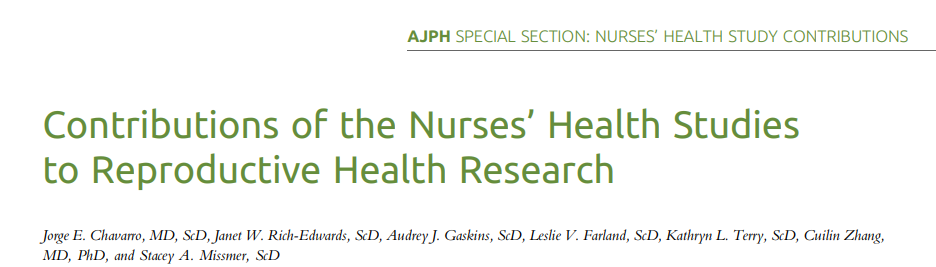 AJPH SPECIAL SECTION: NURSES’ HEALTH STUDY CONTRIBUTIONS
Contributions of the Nurses’ Health Studies
to Reproductive Health Research
Jorge E. Chavarro, MD, ScD, Janet W. Rich-Edwards, ScD, Audrey J. Gaskins, ScD, Leslie V. Farland, ScD, Kathryn L. Terry, ScD, Cuilin Zhang,
MD, PhD, and Stacey A. Missmer, ScD